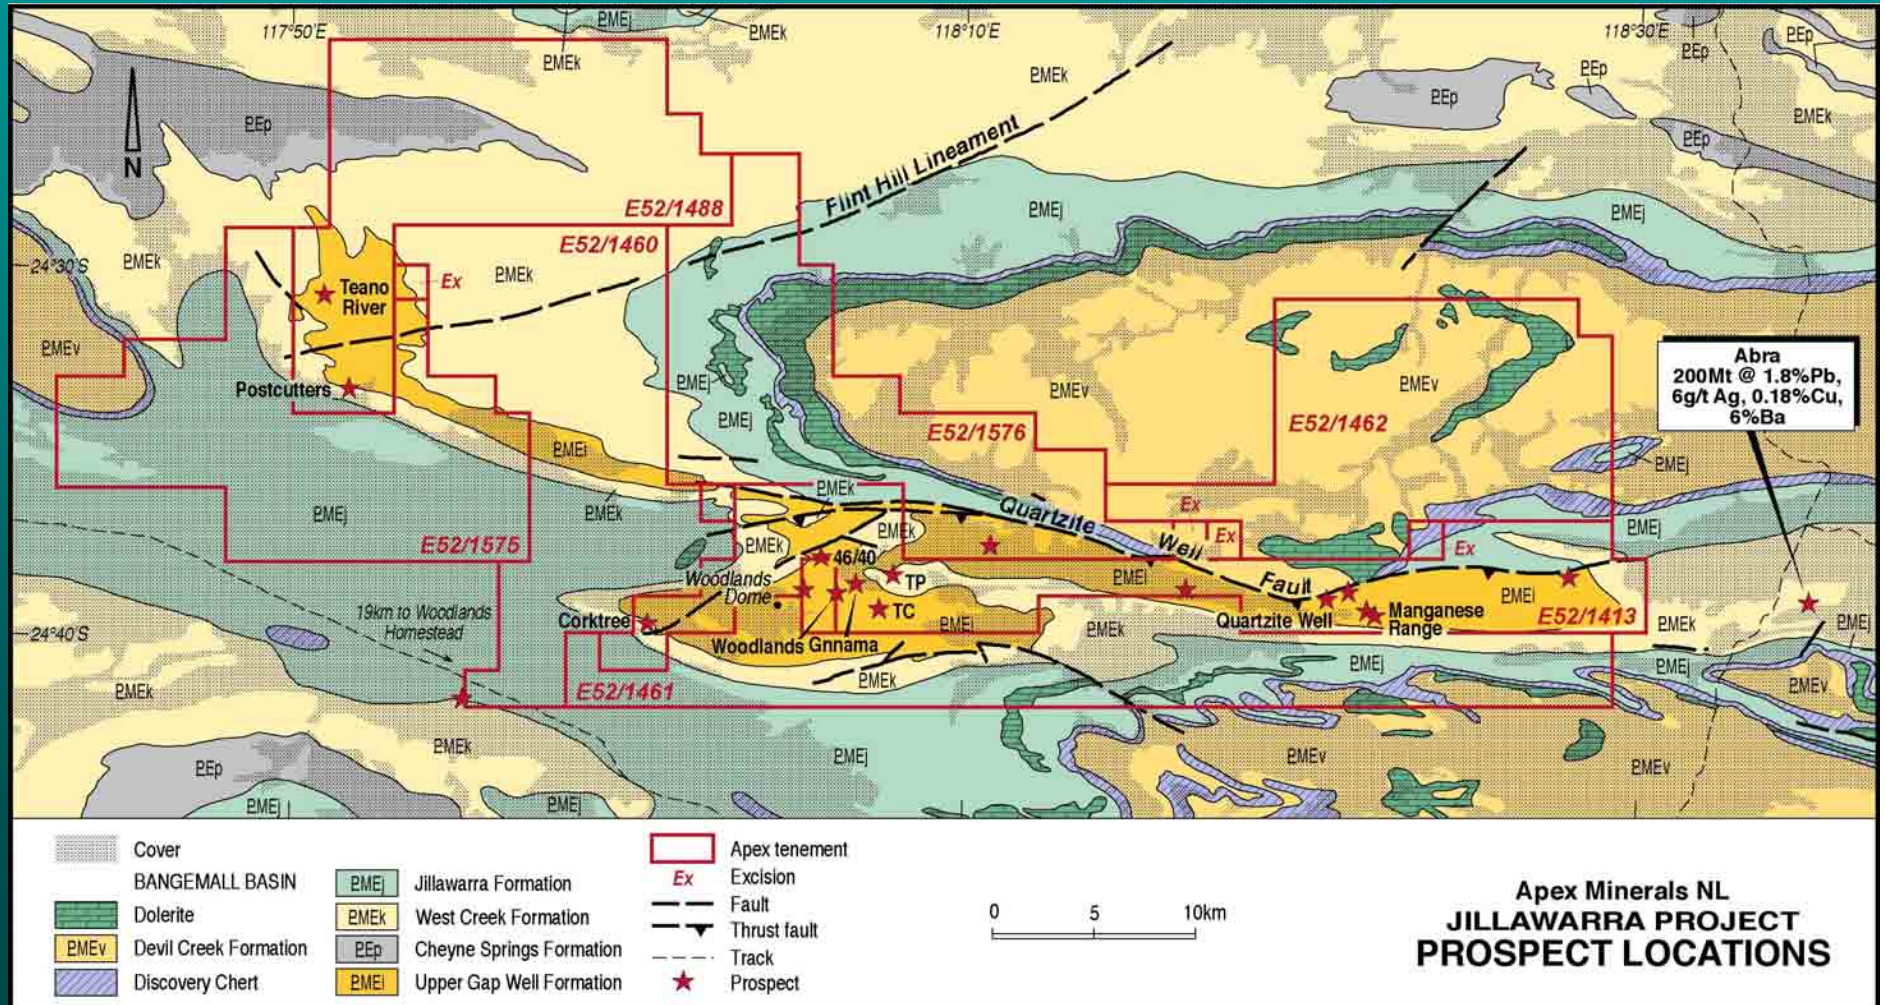 117°50'E
PMEj
PMEk
118°10'E
118°30'E
PEp
PEp
PMEk
PMEk
PEp
PEp
PEp
PMEk
PEp
N
Flint Hill Lineament
E52/1488
PMEj
PMEj
E52/1460
24°30'S
PMEk
Ex
PMEk
Teano
River
PMEv
Abra
200Mt @ 1.8%Pb,
6g/t Ag, 0.18%Cu,
6%Ba
Postcutters
PMEj
PMEv
PMEv
PMEj
E52/1576
E52/1462
PMEi
PMEj
PMEk
PMEj
PMEk
Quartzite
Well
Fault
Ex
Ex
Ex
PMEj
E52/1575
PMEk
PMEk
46/40
Woodlands
Dome
TP
TC
PMEi
PMEi
19km to Woodlands
Homestead
Corktree
24°40'S
Woodlands
Gnnama
PMEi
PMEk
Quartzite Well
Manganese
Range
E52/1413
PMEk
PMEj
PMEk
E52/1461
PMEk
PMEj
PMEj
PMEv
PMEk
PEp
PMEj
PMEj
PMEj
PMEv
PMEv
Cover
BANGEMALL BASIN
Dolerite
PMEv Devil Creek Formation
Discovery Chert
PMEj Jillawarra Formation
PMEk West Creek Formation
PEp Cheyne Springs Formation
PMEi Upper Gap Well Formation
Apex tenement
Ex Excision
Fault
Thrust fault
Track
Prospect
0 5 10km
Apex Minerals NL
JILLAWARRA PROJECT
PROSPECT LOCATIONS